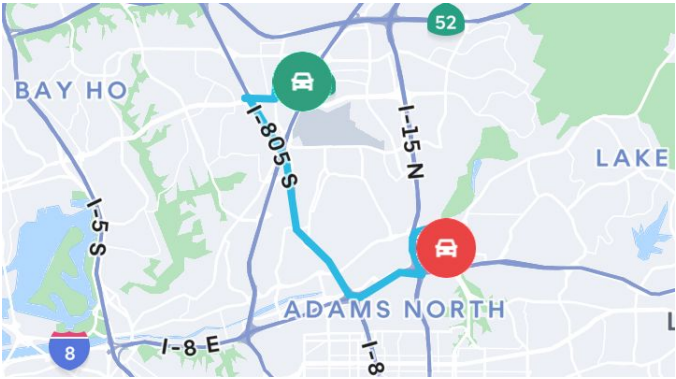 52
BAY HO
I-805 S
I-15 N
LAKE
I-5 S
ADAMS NORTH
L
8
I-8 E
I-8